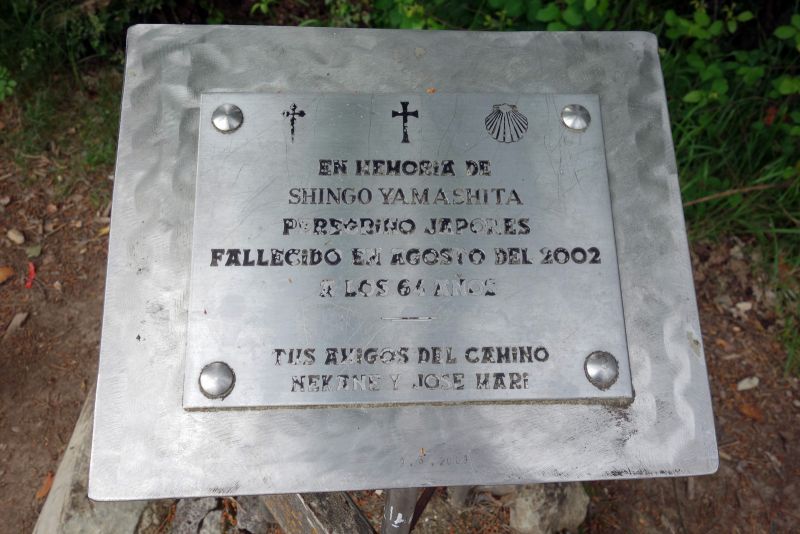 EN MEMORIA DE
SHINGO YAMASHITA
PEREGRINO JAPONES
FALLECIDO EN AGOSTO DEL 2002
A LOS 64 AÑOS
TUS AMIGOS DEL CAMINO
NEKANE Y JOSE MARI